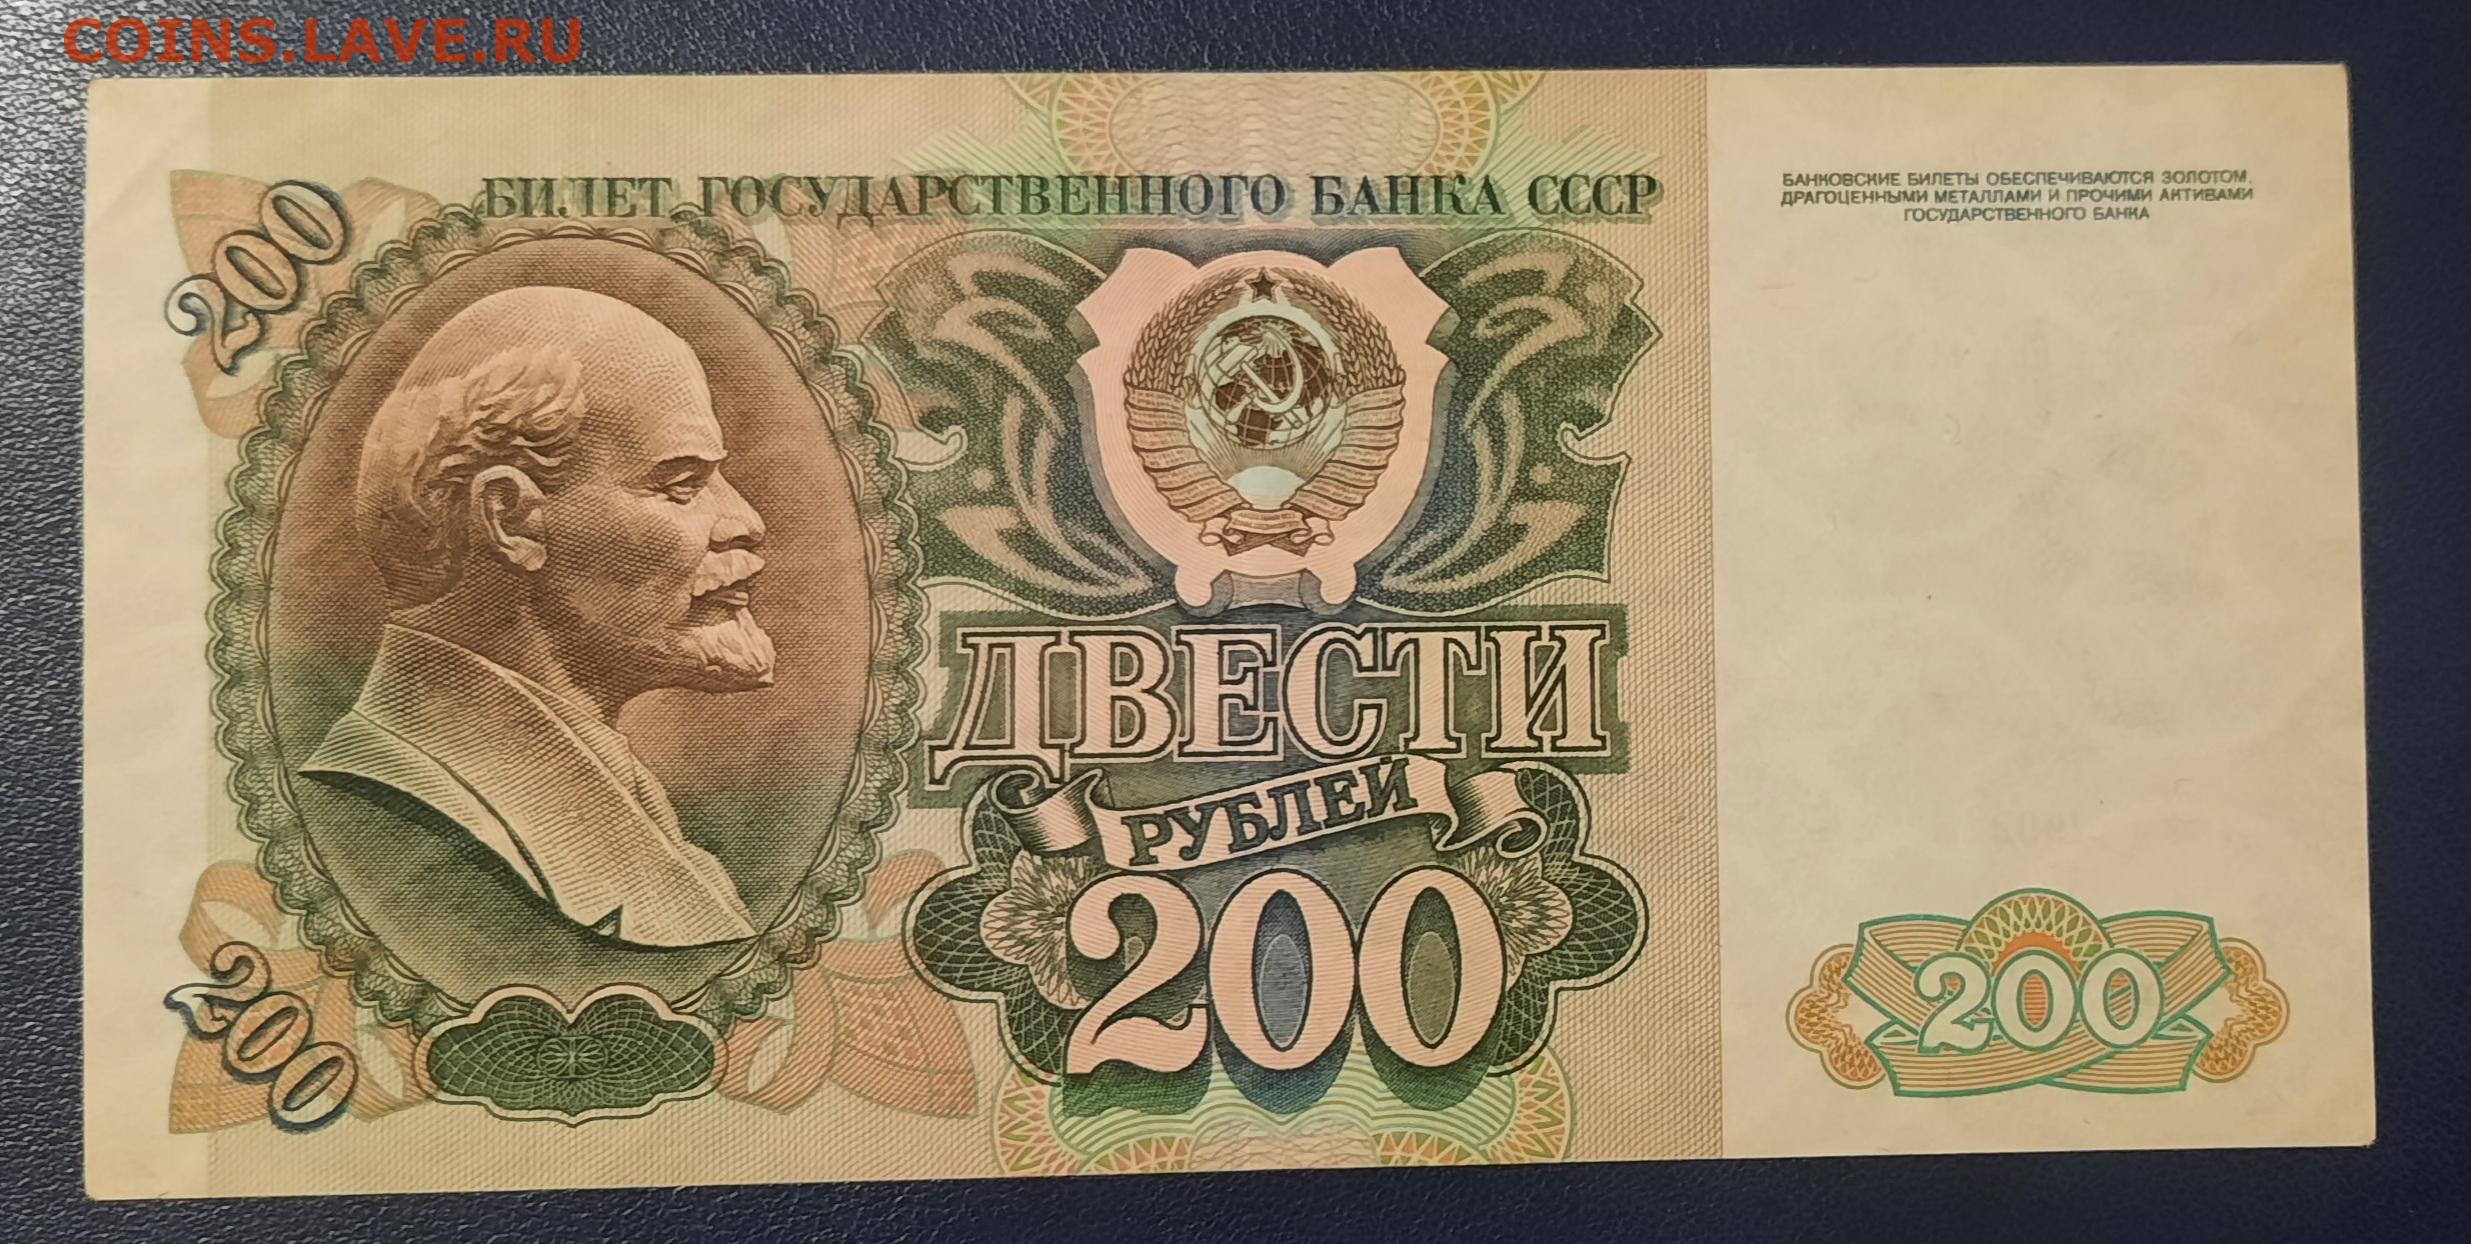 COINS.LAVE.RU
БИЛЕТ ГОСУДАРСТВЕННОГО БАНКА СССР
БАНКОВСКИЕ БИЛЕТЫ ОБЕСПЕЧИВАЮТСЯ ЗОЛОТОМ,
ДРАГОЦЕННЫМИ МЕТАЛЛАМИ И ПРОЧИМИ АКТИВАМИ
ГОСУДАРСТВЕННОГО БАНКА
200
ДВЕСТИ
РУБЛЕЙ
200
200
200